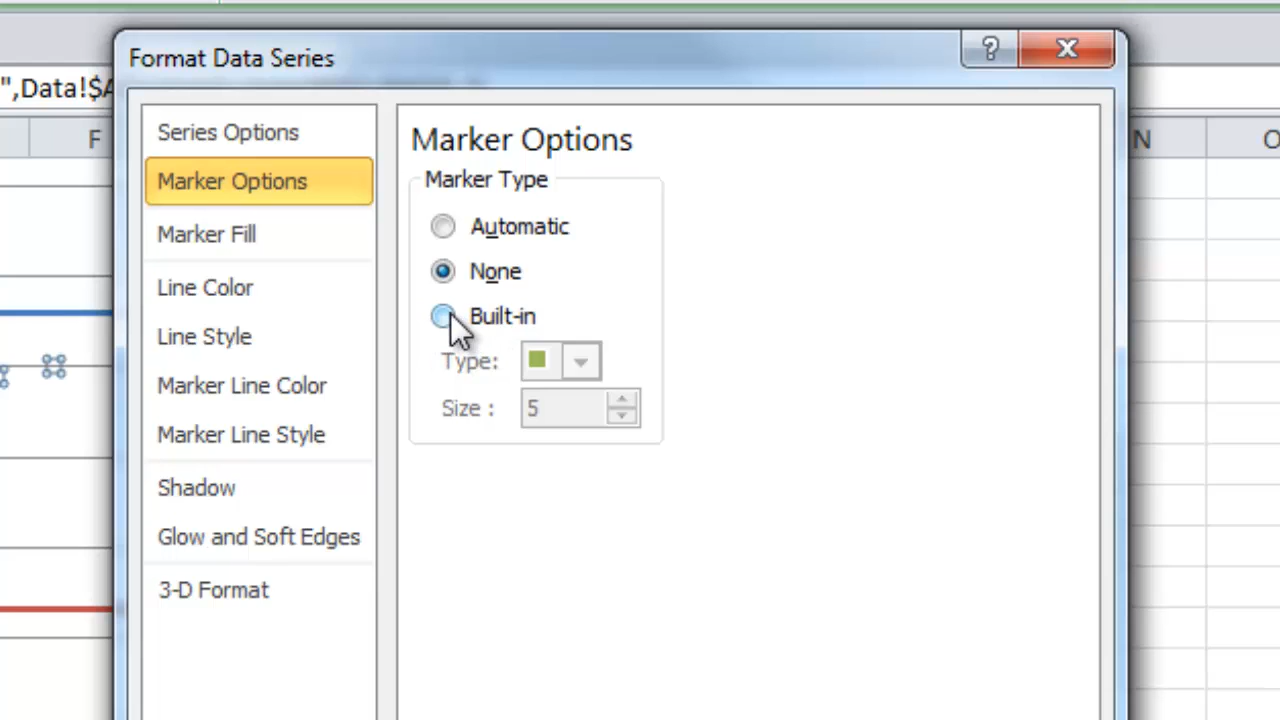 Format Data Series
?
",Data!$A
F
N
Series Options
Marker Options
Marker Fill
Line Color
Line Style
Marker Line Color
Marker Line Style
Shadow
Glow and Soft Edges
3-D Format
Marker Options
Marker Type
Automatic
None
Built-in
Type:
Size :
5